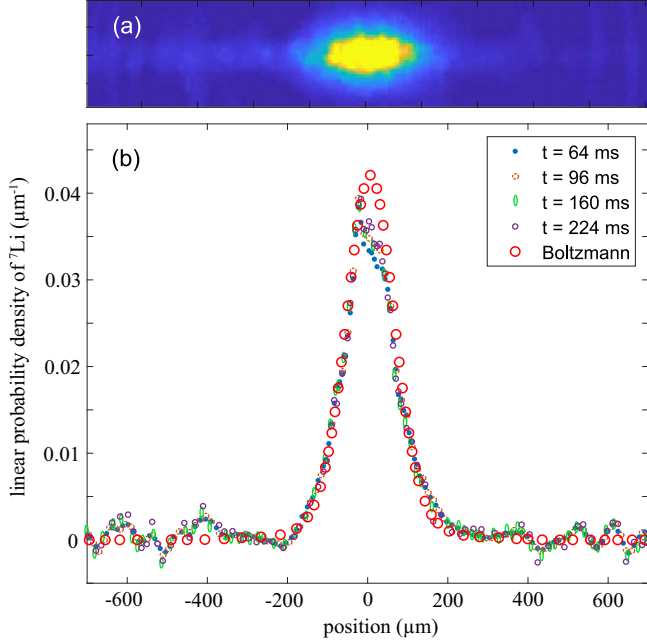 (a)
(b)
t = 64 ms
t = 96 ms
t = 160 ms
t = 224 ms
Boltzmann
linear probability density of ⁷Li (μm⁻¹)
0.04
0.03
0.02
0.01
0
-600
-400
-200
0
200
400
600
position (μm)